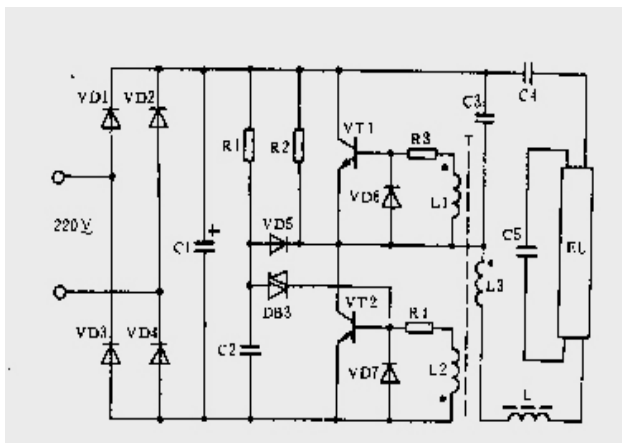 VD1
VD2
R1
R2
VT1
R3
C3
C4
VD6
L1
220V
C1
+
VD5
C5
EL
L3
DB3
VT2
R4
VD3
VD4
C2
VD7
L2
L